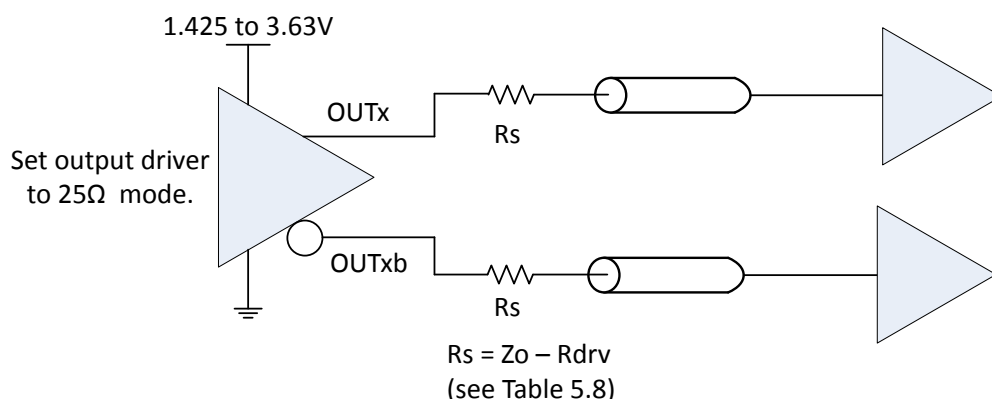 1.425 to 3.63V
OUTx
Rs
Set output driver
to 25Ω mode.
OUTxb
Rs
Rs = Zo – Rdrv
(see Table 5.8)